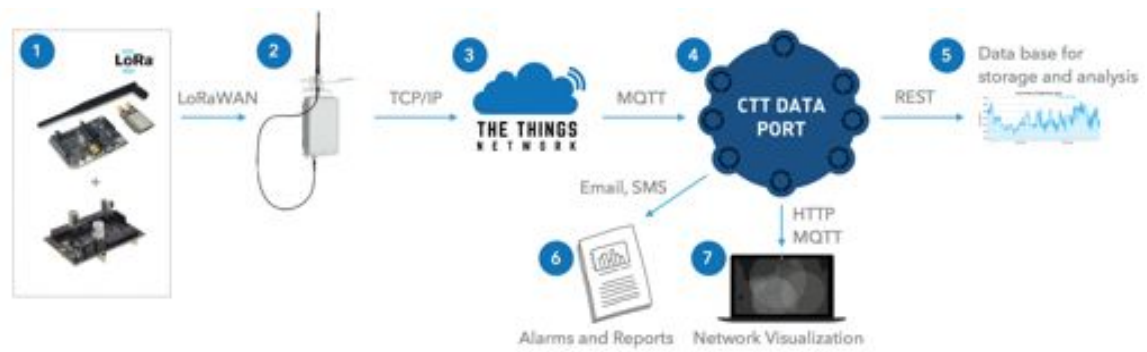 1
LoRa
LoRaWAN
2
TCP/IP
3
THE THINGS
NETWORK
MQTT
4
CTT DATA
PORT
REST
5
Data base for
storage and analysis
Email, SMS
HTTP
MQTT
6
7
Alarms and Reports
Network Visualization